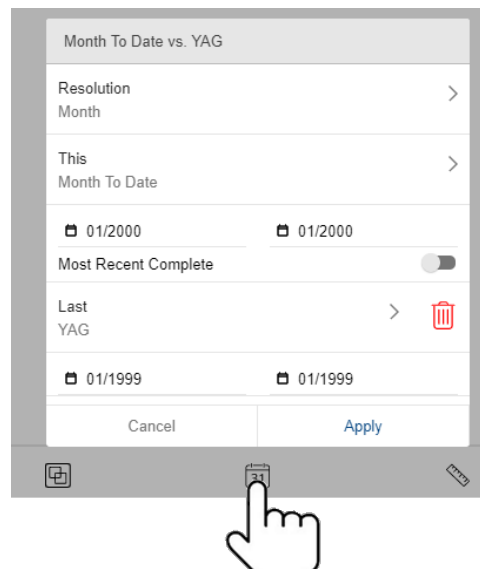 Month To Date vs. YAG
Resolution
Month
This
Month To Date
01/2000 01/2000
Most Recent Complete
Last
YAG
01/1999 01/1999
Cancel Apply
31